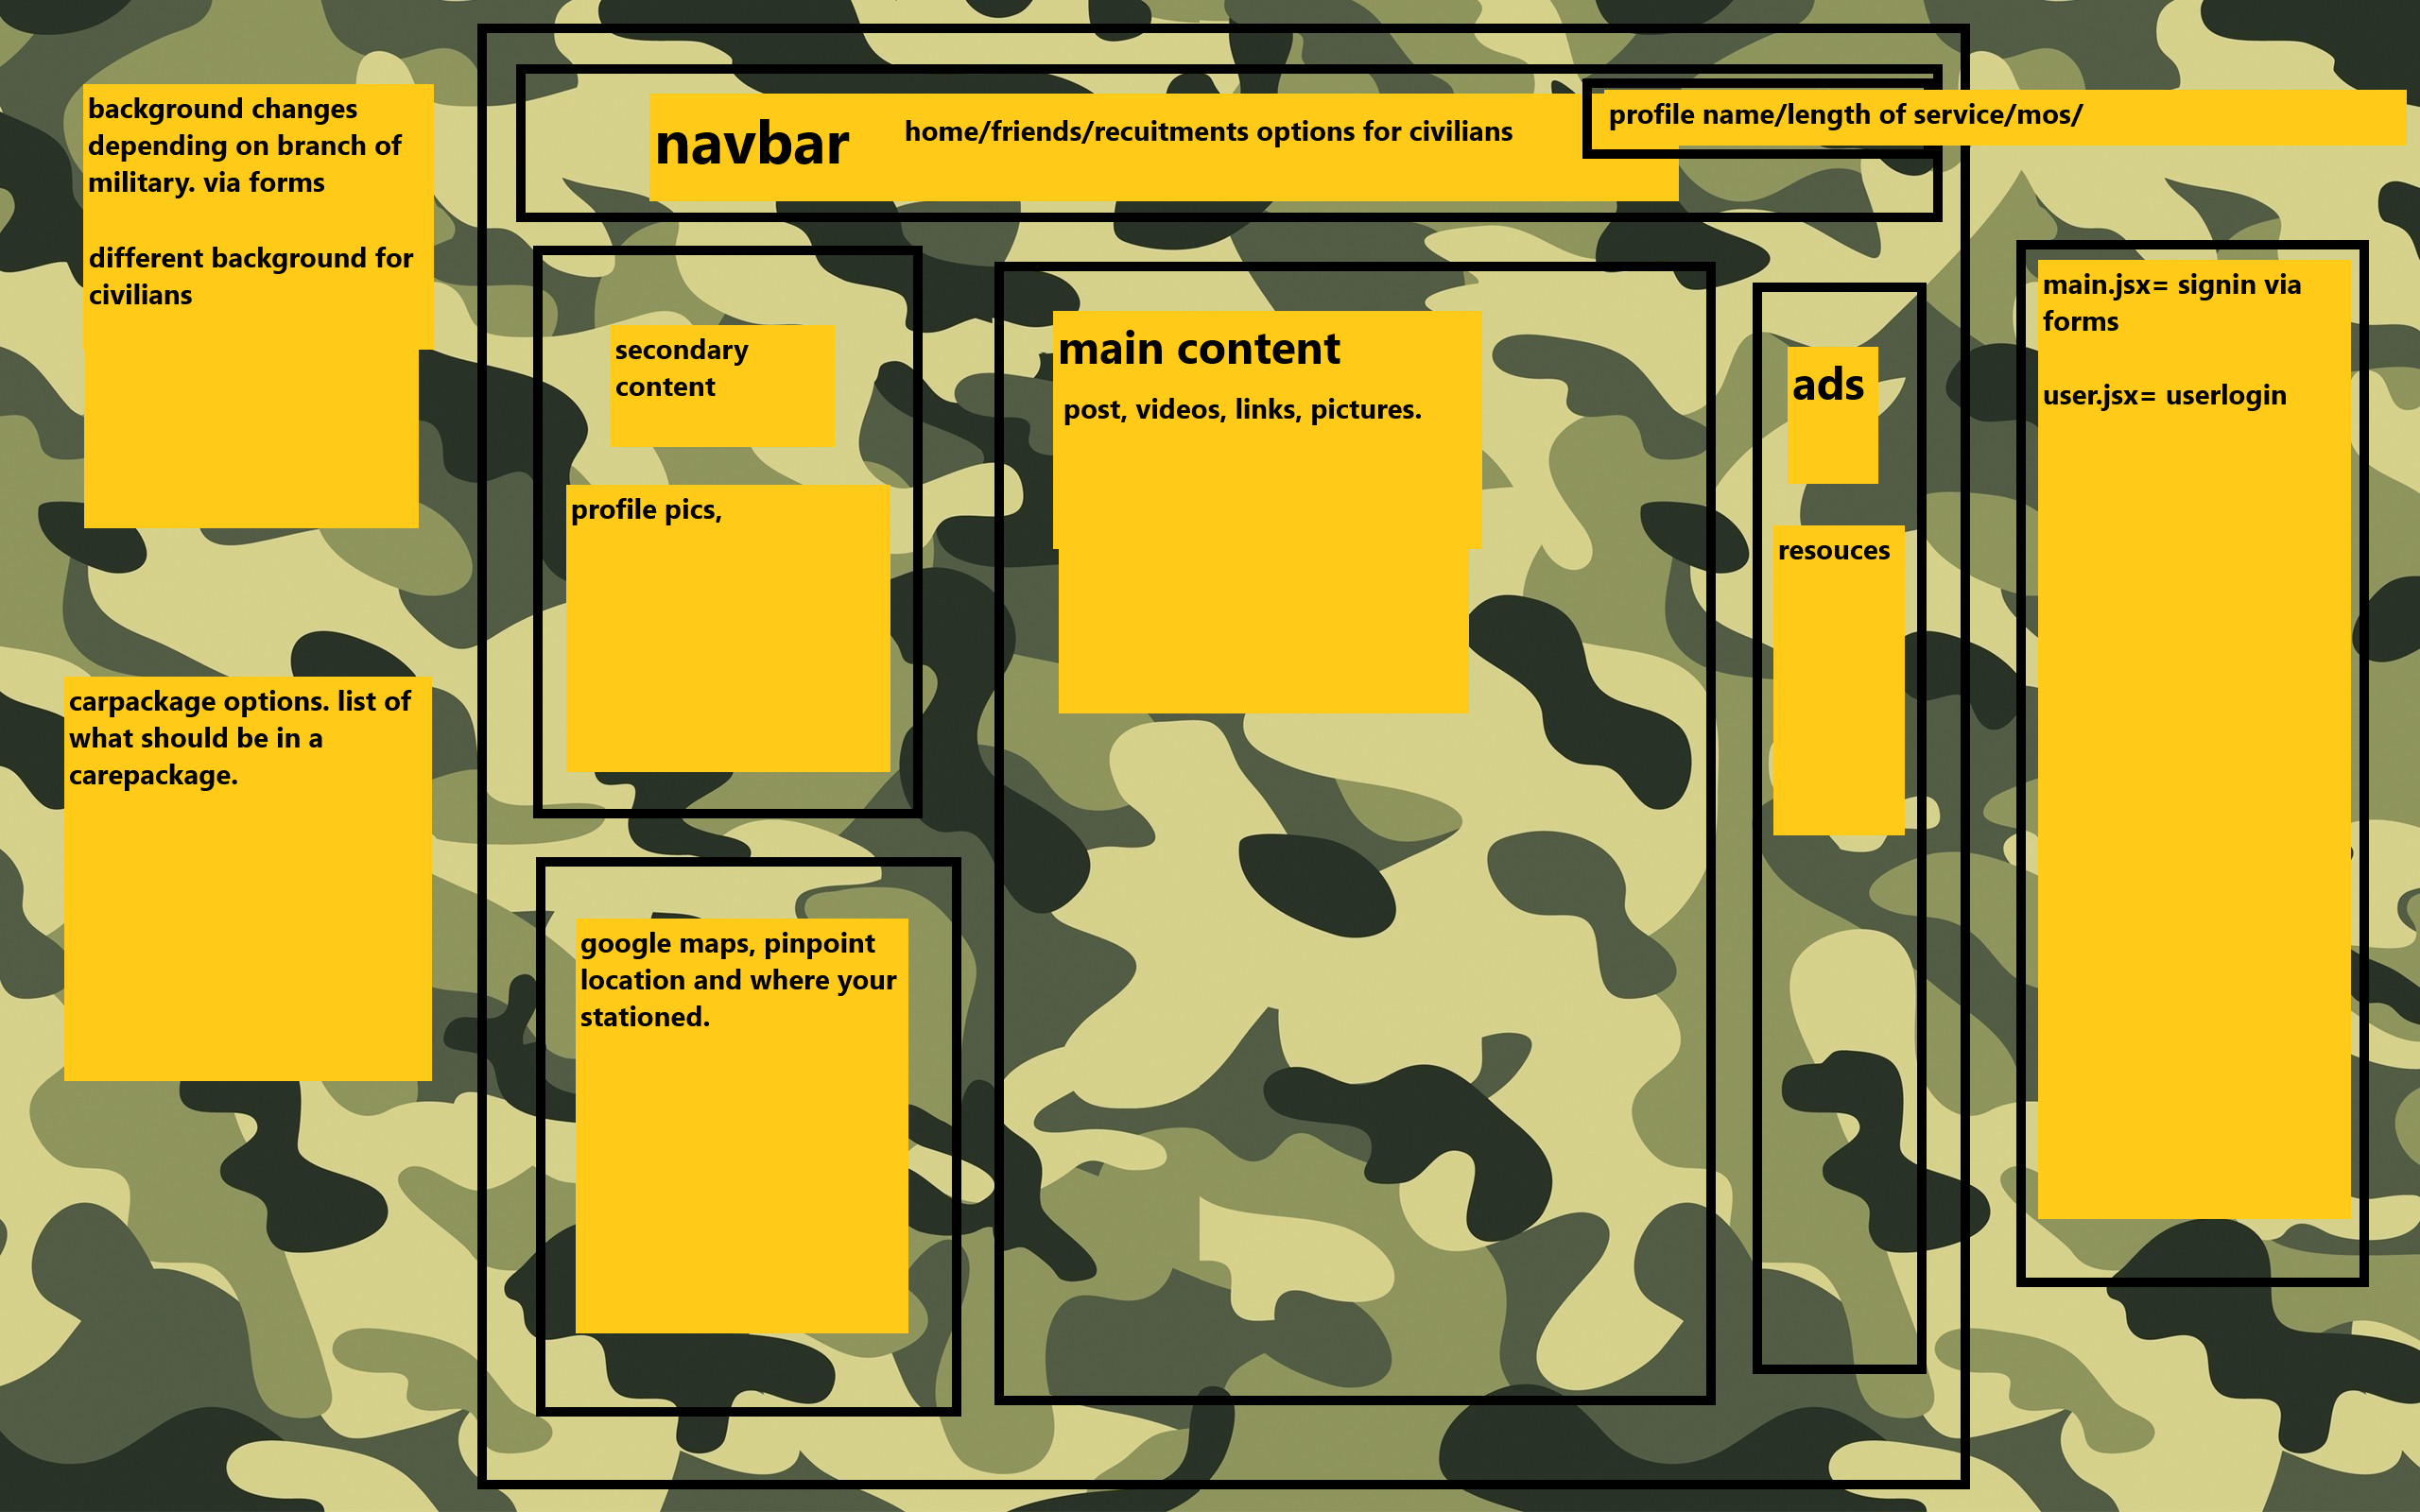 background changes
depending on branch of
military. via forms
different background for
civilians
carpackage options. list of
what should be in a
carepackage.
navbar
home/friends/recuitments options for civilians
profile name/length of service/mos/
secondary
content
profile pics,
google maps, pinpoint
location and where your
stationed.
main content
post, videos, links, pictures.
ads
resouces
main.jsx= signin via
forms
user.jsx= userlogin